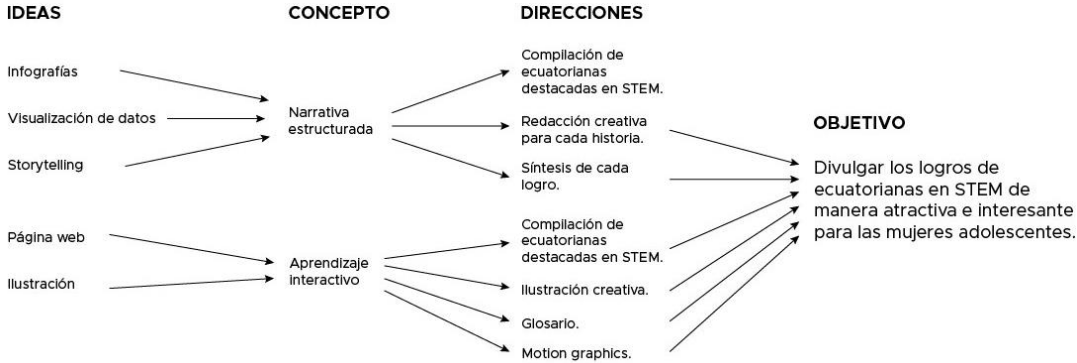 IDEAS
CONCEPTO
DIRECCIONES
Infografías
Visualización de datos
Storytelling
Página web
Ilustración
Narrativa
estructurada
Aprendizaje
interactivo
Compilación de
ecuatorianas
destacadas en STEM.
Redacción creativa
para cada historia.
Síntesis de cada
logro.
Compilación de
ecuatorianas
destacadas en STEM.
Ilustración creativa.
Glosario.
Motion graphics.
OBJETIVO
Divulgar los logros de
ecuatorianas en STEM de
manera atractiva e interesante
para las mujeres adolescentes.